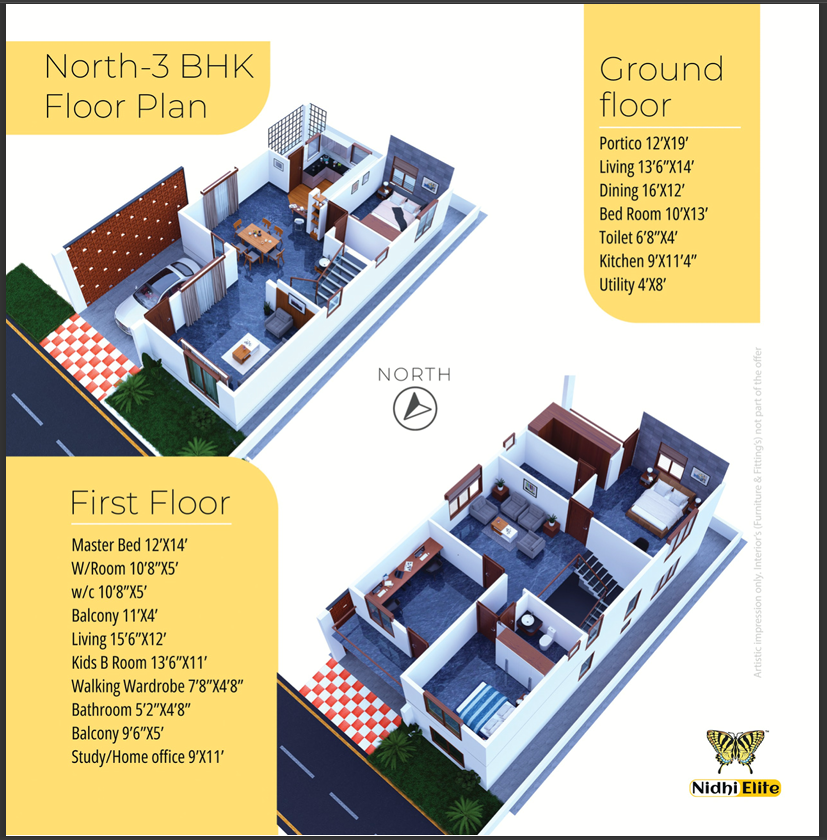 North-3 BHK
Floor Plan
Ground
floor
Portico 12'X19'
Living 13'6"X14'
Dining 16'X12'
Bed Room 10'X13'
Toilet 6'8"X4'
Kitchen 9'X11'4"
Utility 4'X8'
NORTH
First Floor
Master Bed 12'X14'
W/Room 10'8"X5'
w/c 10'8"X5'
Balcony 11'X4'
Living 15'6"X12'
Kids B Room 13'6"X11'
Walking Wardrobe 7'8"X4'8"
Bathroom 5'2"X4'8"
Balcony 9'6"X5'
Study/Home office 9'X11'
Artistic impression only. Interior's (Furniture & Fitting's) not part of the offer
Nidhi Elite